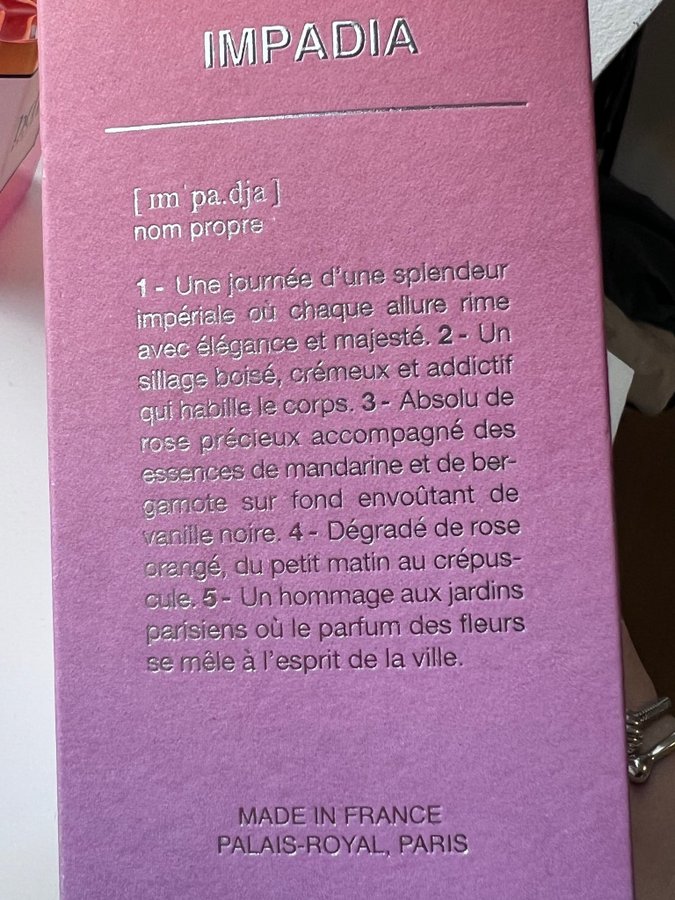 IMPADIA
[ ɪm ˈpa.dja ]
nom propre
1 - Une journée d'une splendeur
impériale où chaque allure rime
avec élégance et majesté. 2 - Un
sillage boisé, crémeux et addictif
qui habille le corps. 3 - Absolu de
rose précieux accompagné des
essences de mandarine et de ber-
gamote sur fond envoûtant de
vanille noire. 4 - Dégradé de rose
orangé, du petit matin au crépus-
cule. 5 - Un hommage aux jardins
parisiens où le parfum des fleurs
se mêle à l'esprit de la ville.
MADE IN FRANCE
PALAIS-ROYAL, PARIS